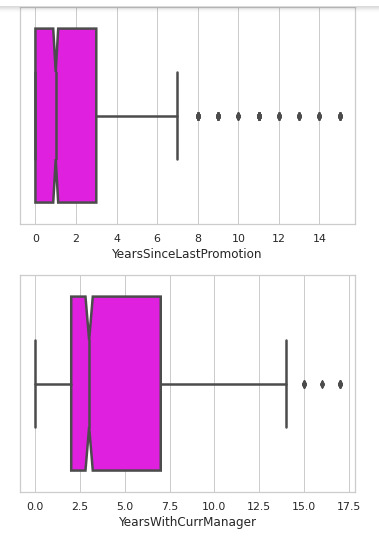 0 2 4 6 8 10 12 14
YearsSinceLastPromotion
0.0 2.5 5.0 7.5 10.0 12.5 15.0 17.5
YearsWithCurrManager